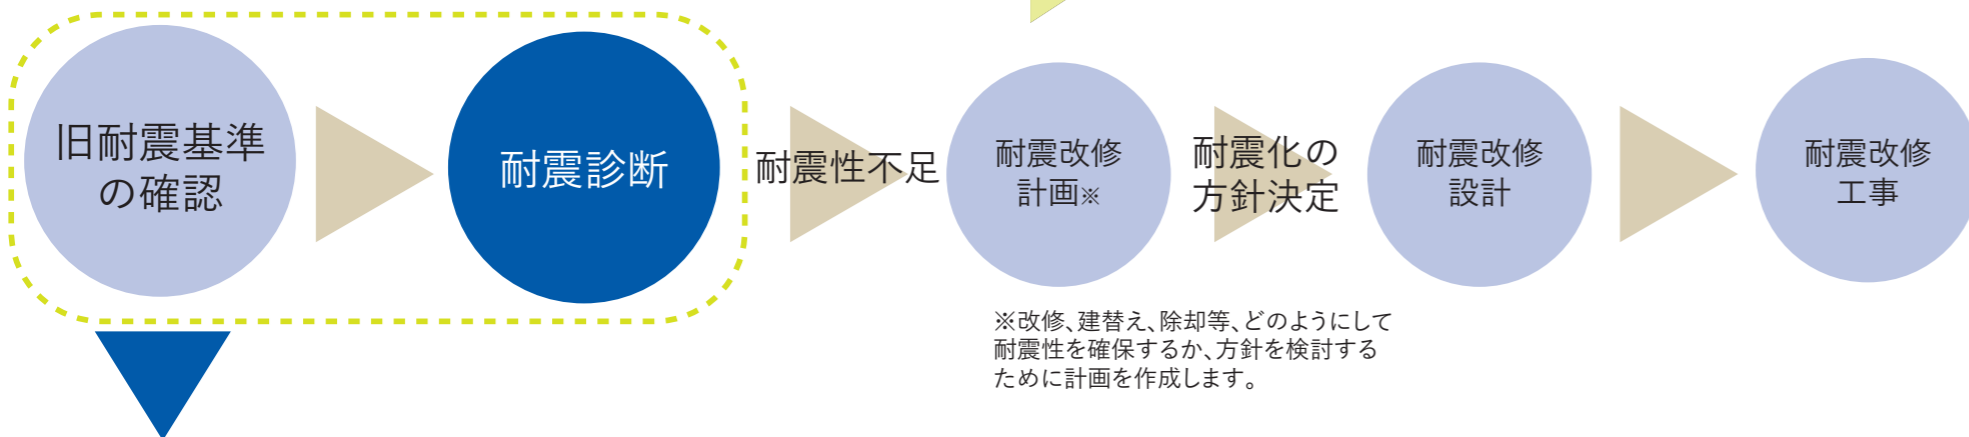 旧耐震基準
の確認
耐震診断
耐震性不足
耐震改修
計画※
耐震化の
方針決定
耐震改修
設計
耐震改修
工事
※改修、建替え、除却等、どのようにして
耐震性を確保するか、方針を検討する
ために計画を作成します。